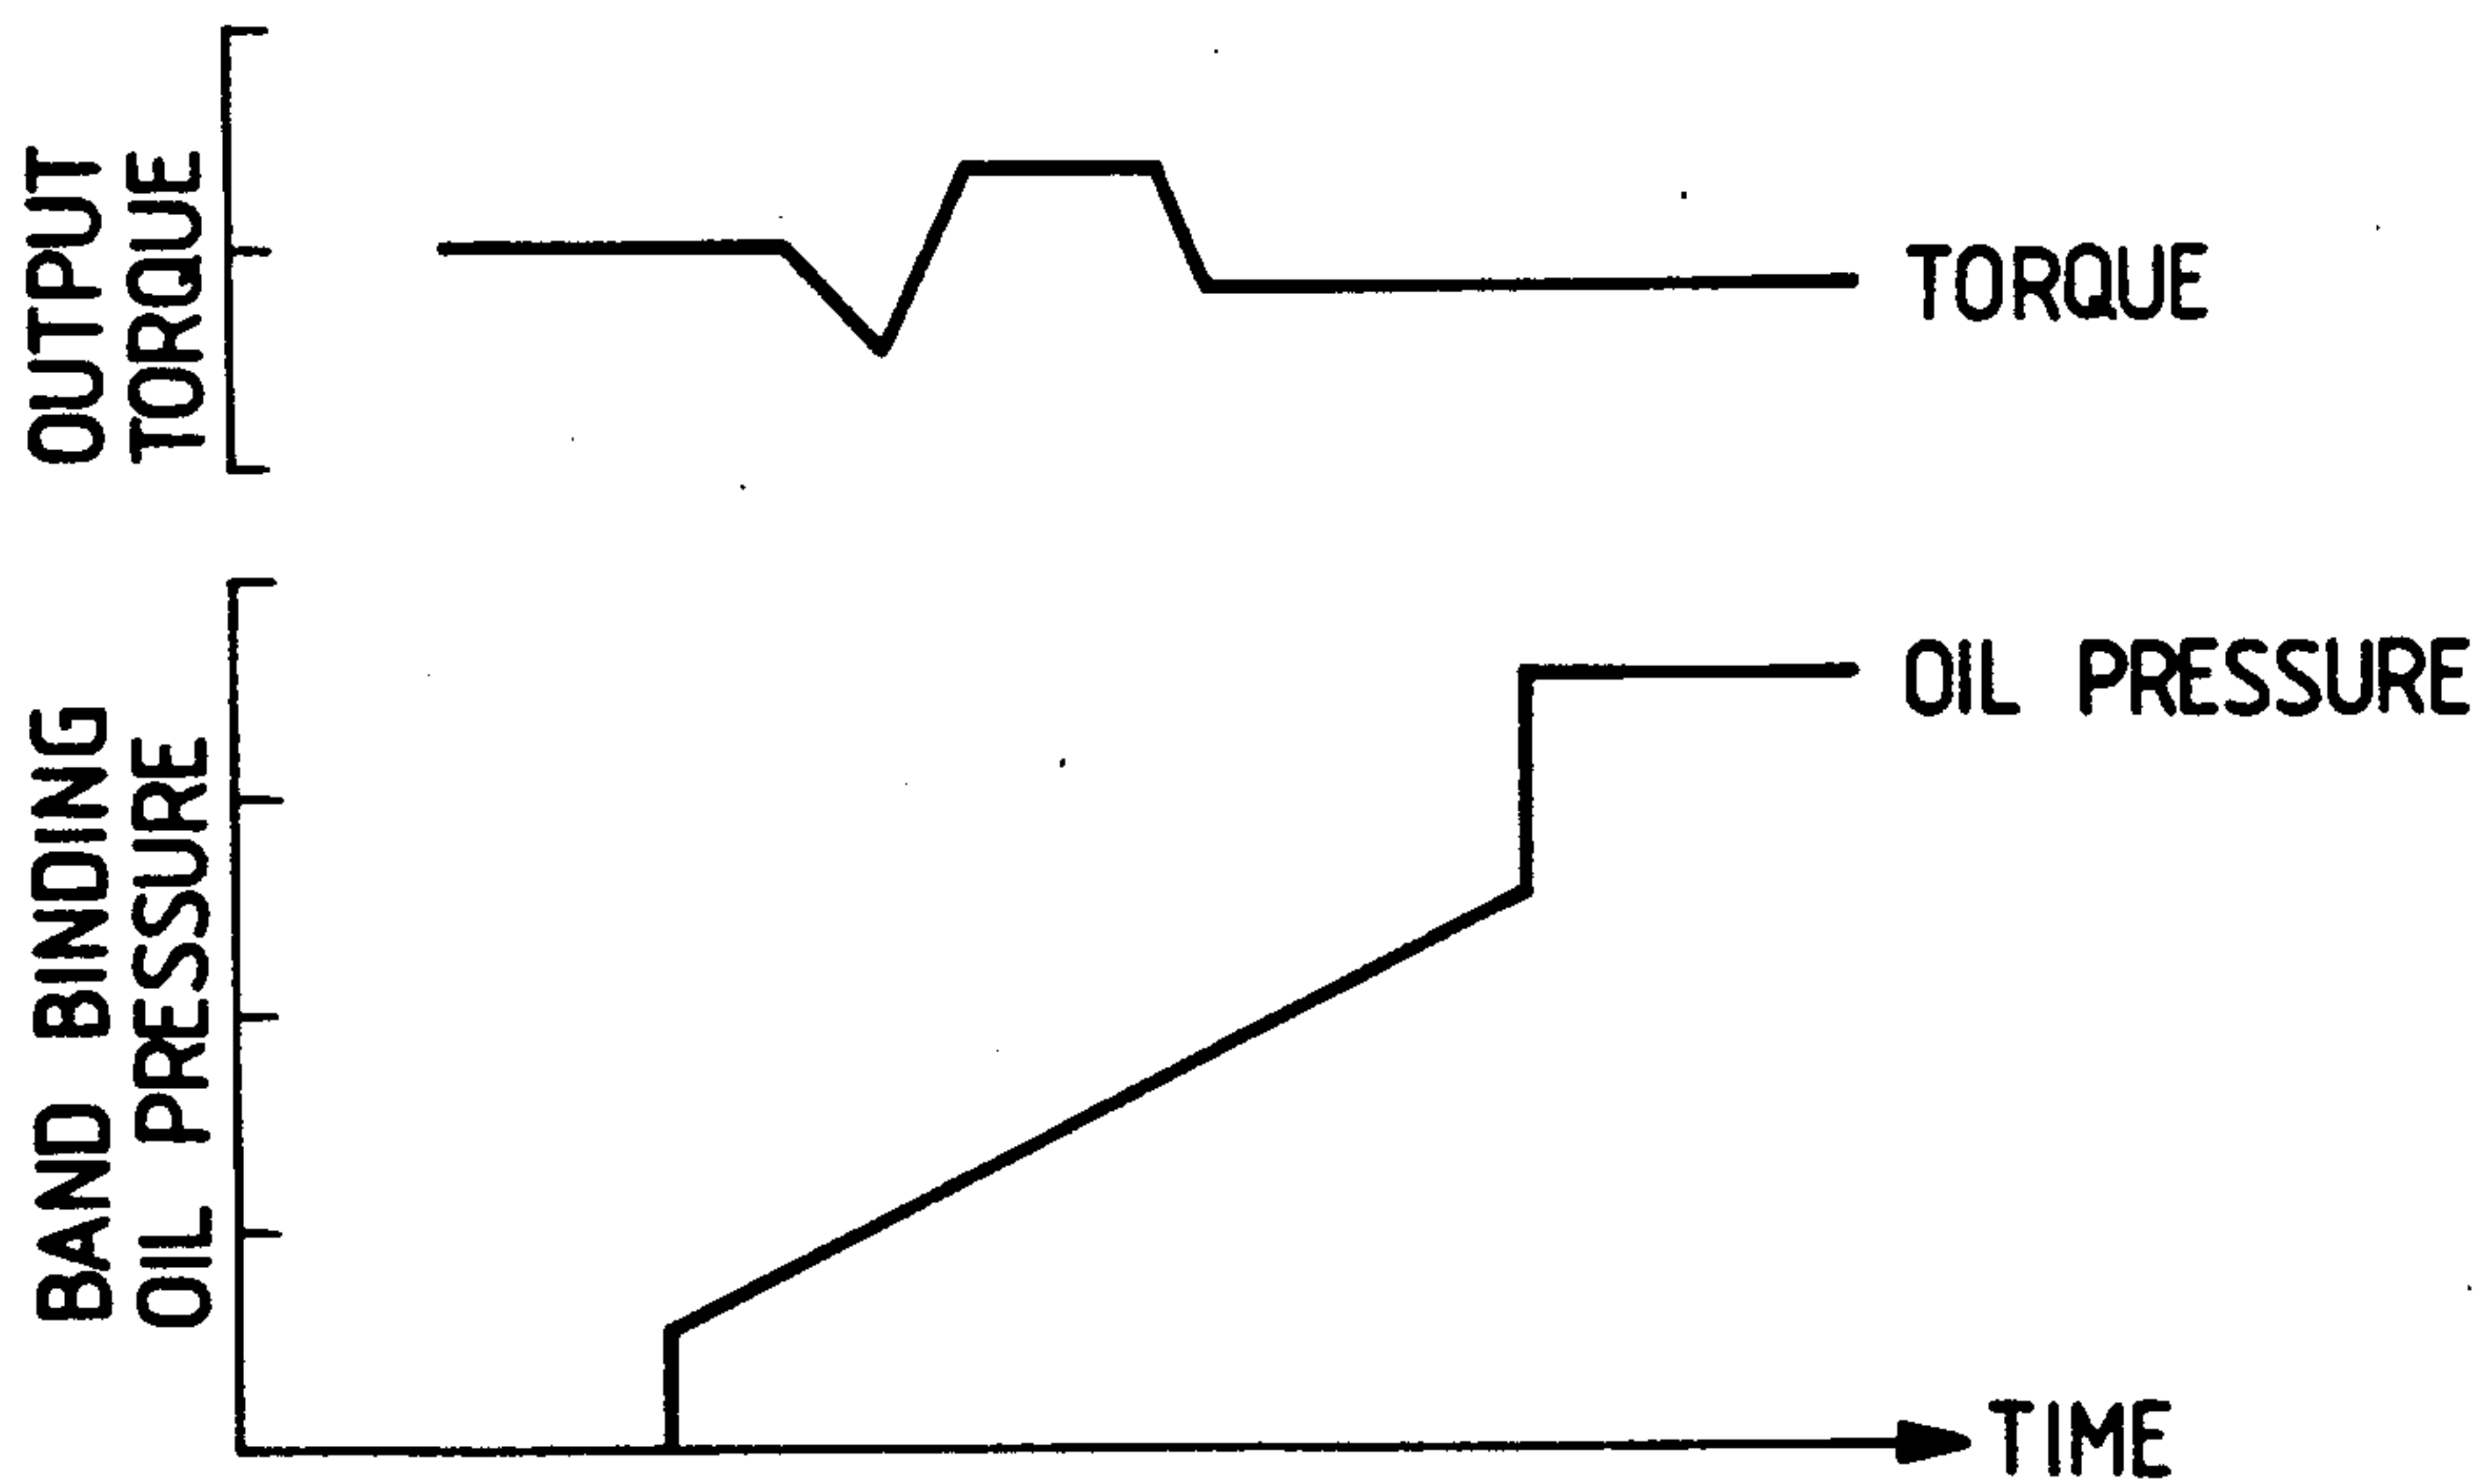 OUTPUT
TORQUE
TORQUE
BAND BINDING
OIL PRESSURE
OIL PRESSURE
TIME